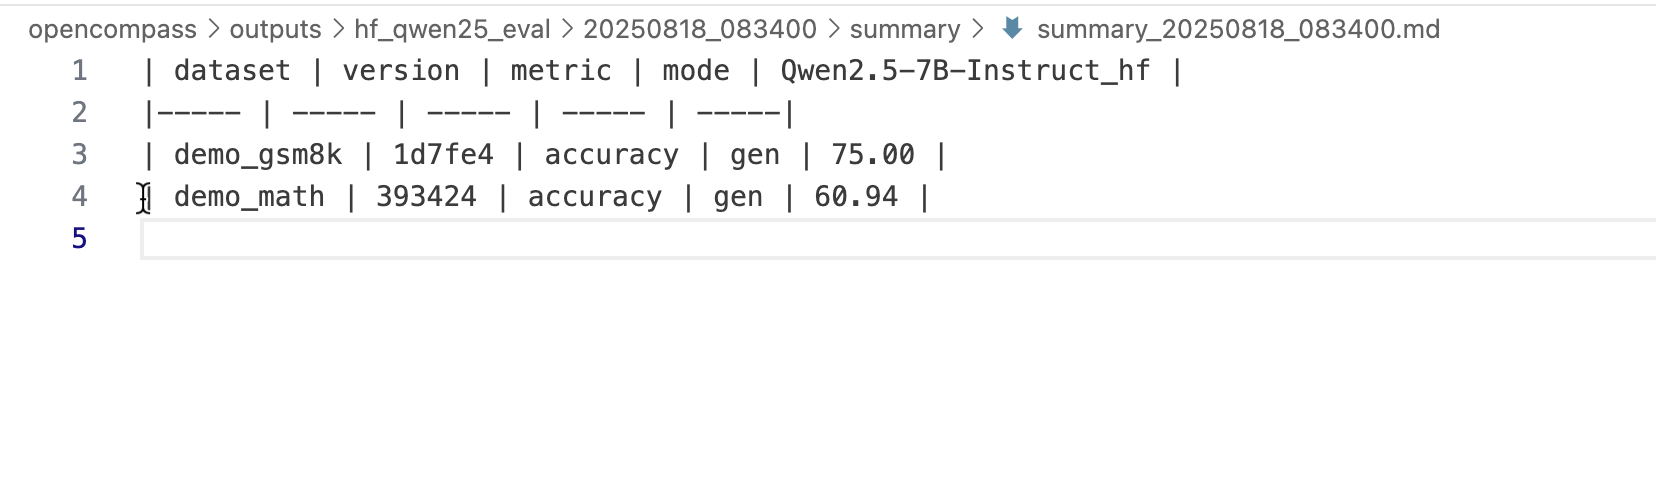 opencompass > outputs > hf_qwen25_eval > 20250818_083400 > summary > summary_20250818_083400.md
1 | dataset | version | metric | mode | Qwen2.5-7B-Instruct_hf |
2 |----- | ----- | ----- | ----- | -----|
3 | demo_gsm8k | 1d7fe4 | accuracy | gen | 75.00 |
4 | demo_math | 393424 | accuracy | gen | 60.94 |
5